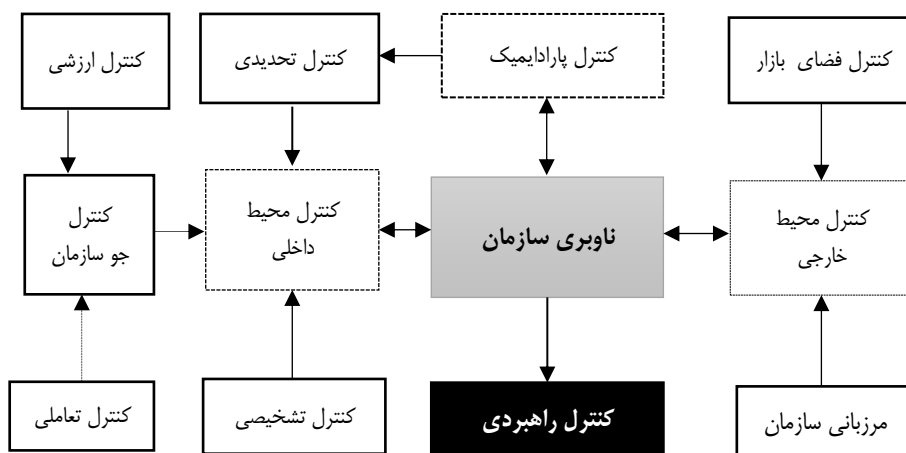 کنترل فضای بازار
کنترل پارادایمیک
کنترل تحدیدی
کنترل ارزشی
کنترل محیط
خارجی
ناوبری سازمان
کنترل محیط
داخلی
کنترل
جو سازمان
مرزبانی سازمان
کنترل راهبردی
کنترل تشخیصی
کنترل تعاملی